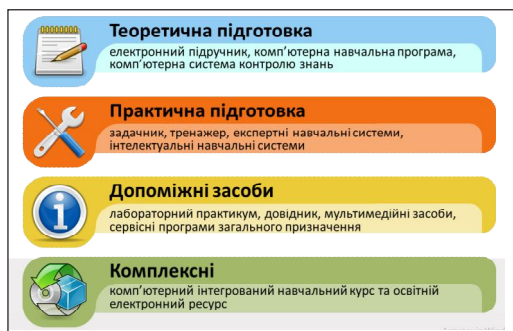 Теоретична підготовка
електронний підручник, комп’ютерна навчальна програма,
комп’ютерна система контролю знань
Практична підготовка
задачник, тренажер, експертні навчальні системи,
інтелектуальні навчальні системи
Допоміжні засоби
лабораторний практикум, довідник, мультимедійні засоби,
сервісні програми загального призначення
Комплексні
комп’ютерний інтегрований навчальний курс та освітній
електронний ресурс